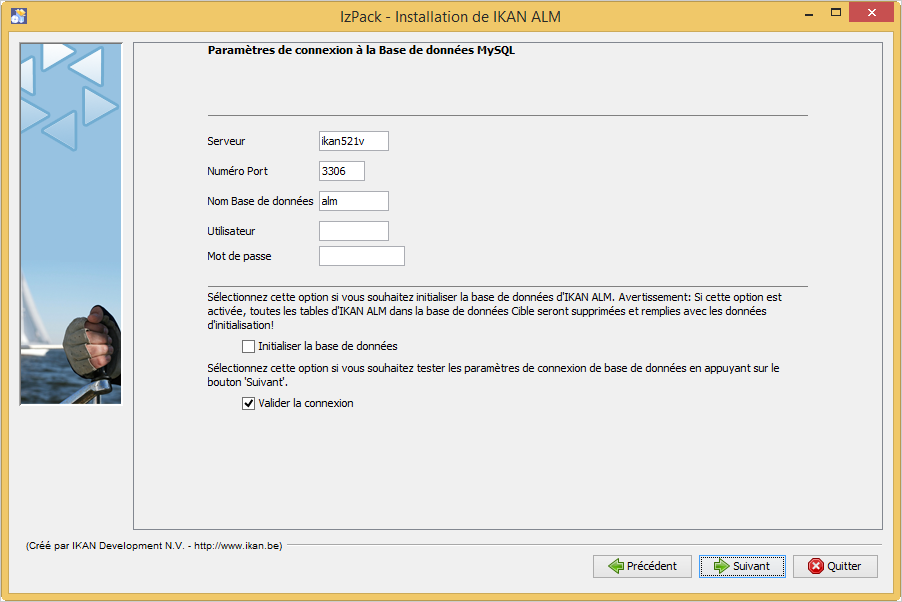 IzPack - Installation de IKAN ALM
Paramètres de connexion à la Base de données MySQL
Serveur ikan521v
Numéro Port 3306
Nom Base de données alm
Utilisateur
Mot de passe
Sélectionnez cette option si vous souhaitez initialiser la base de données d'IKAN ALM. Avertissement: Si cette option est
activée, toutes les tables d'IKAN ALM dans la base de données Cible seront supprimées et remplies avec les données
d'initialisation!
Initialiser la base de données
Sélectionnez cette option si vous souhaitez tester les paramètres de connexion de base de données en appuyant sur le
bouton 'Suivant'.
Valider la connexion
(Créé par IKAN Development N.V. - http://www.ikan.be)
Précédent Suivant Quitter